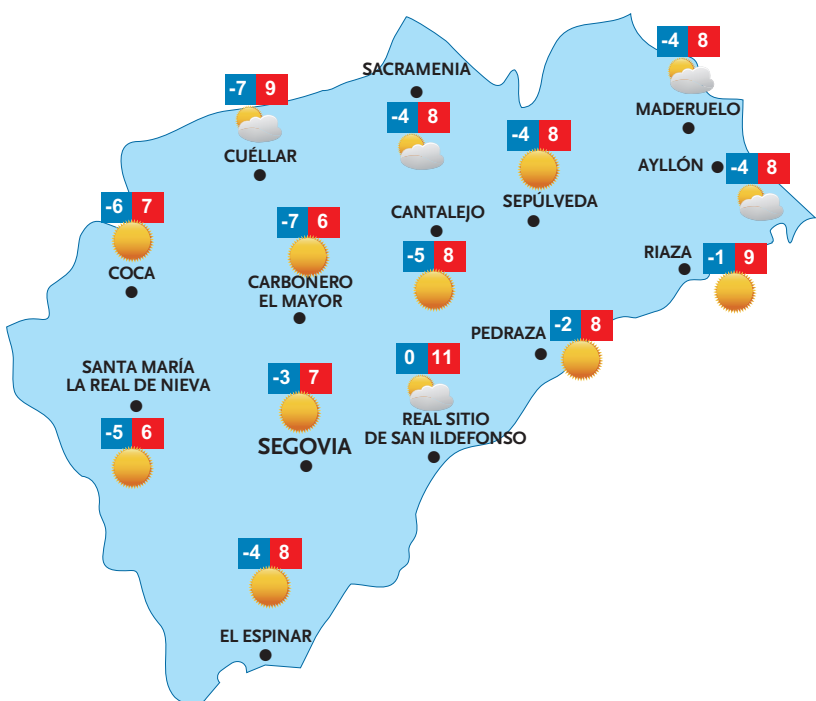 -4 8
MADERUELO
SACRAMENIA
-4 8
-7 9
CUÉLLAR
-4 8
SEPÚLVEDA
AYLLÓN
-4 8
-6 7
COCA
-7 6
CARBONERO
EL MAYOR
CANTALEJO
-5 8
RIAZA
-1 9
PEDRAZA
-2 8
SANTA MARÍA
LA REAL DE NIEVA
-5 6
-3 7
SEGOVIA
0 11
REAL SITIO
DE SAN ILDEFONSO
-4 8
EL ESPINAR